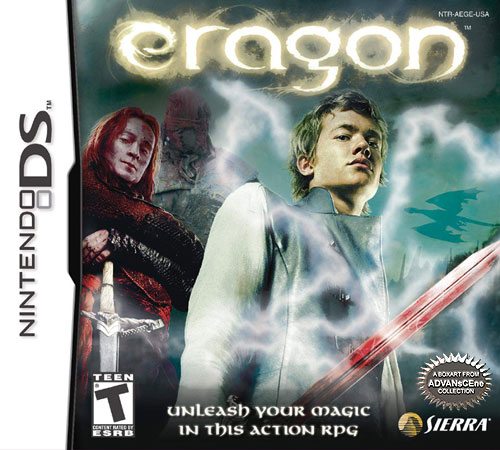 NTR-AEGE-USA
eragon
TM
NINTENDO DS
TM
TEEN
T
CONTENT RATED BY
ESRB
UNLEASH YOUR MAGIC
IN THIS ACTION RPG
A BOXART FROM
ADVANsCEne
COLLECTION
SIERRA